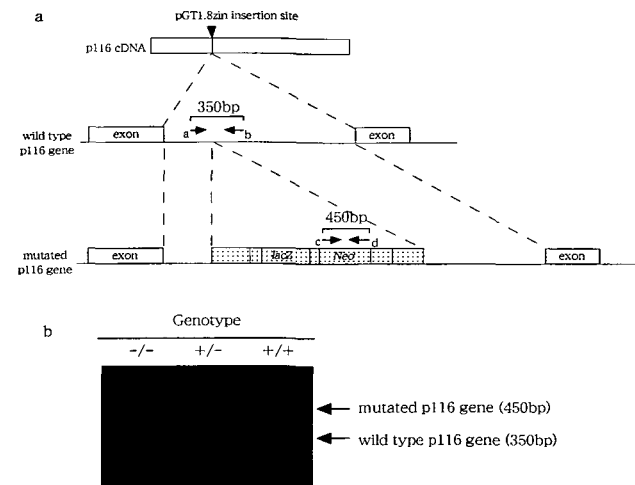 a
pGT1.8zin insertion site
p116 cDNA
350bp
a b
exon exon
wild type
p116 gene
450bp
c d
mutated
p116 gene
exon lacZ Neo exon
b
Genotype
-/- +/- +/+
mutated p116 gene (450bp)
wild type p116 gene (350bp)